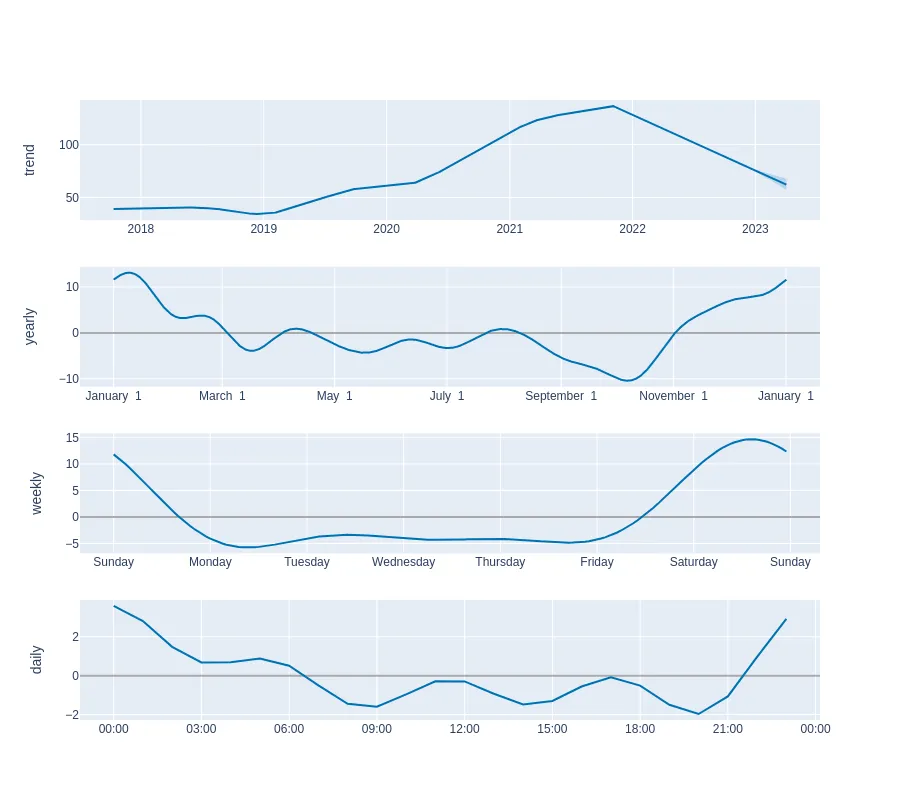 trend
100
50
2018 2019 2020 2021 2022 2023
yearly
10
0
−10
January 1 March 1 May 1 July 1 September 1 November 1 January 1
weekly
15
10
5
0
−5
Sunday Monday Tuesday Wednesday Thursday Friday Saturday Sunday
daily
2
0
−2
00:00 03:00 06:00 09:00 12:00 15:00 18:00 21:00 00:00